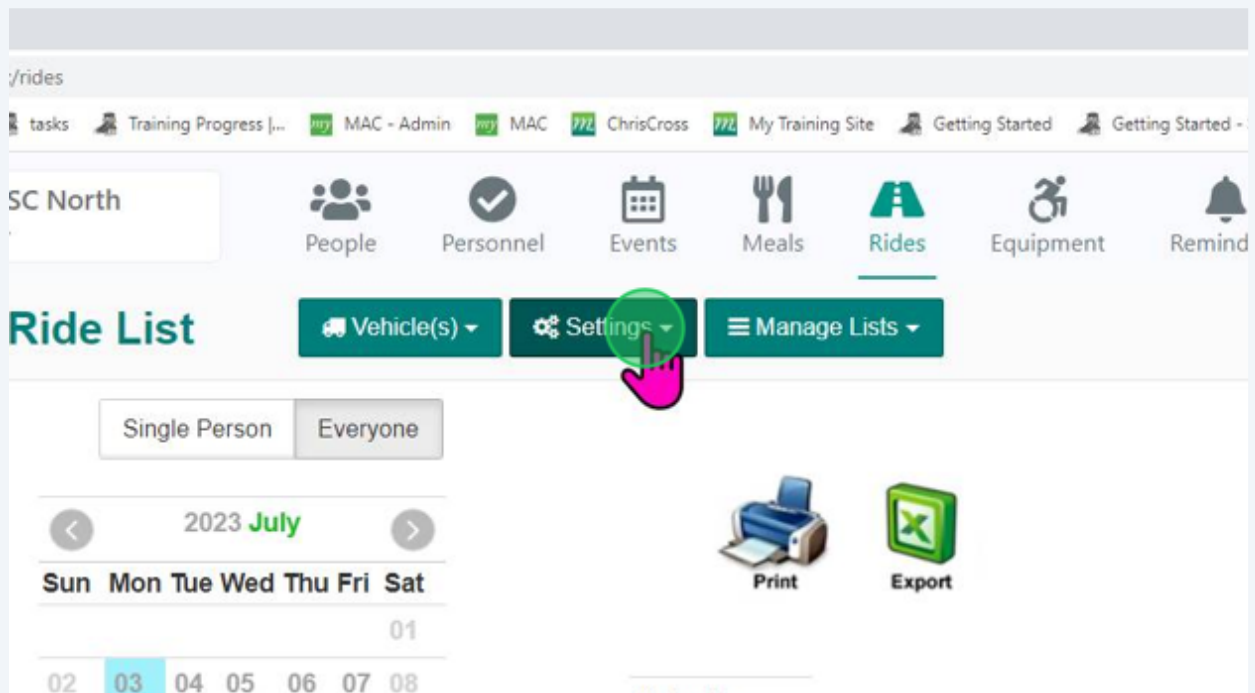 :/rides
tasks Training Progress |... my MAC - Admin my MAC m ChrisCross m My Training Site Getting Started Getting Started -
SC North
People Personnel Events Meals Rides Equipment Remind
Ride List Vehicle(s) Settings Manage Lists
Single Person Everyone
2023 July
Sun Mon Tue Wed Thu Fri Sat
Print Export
01
02 03 04 05 06 07 08